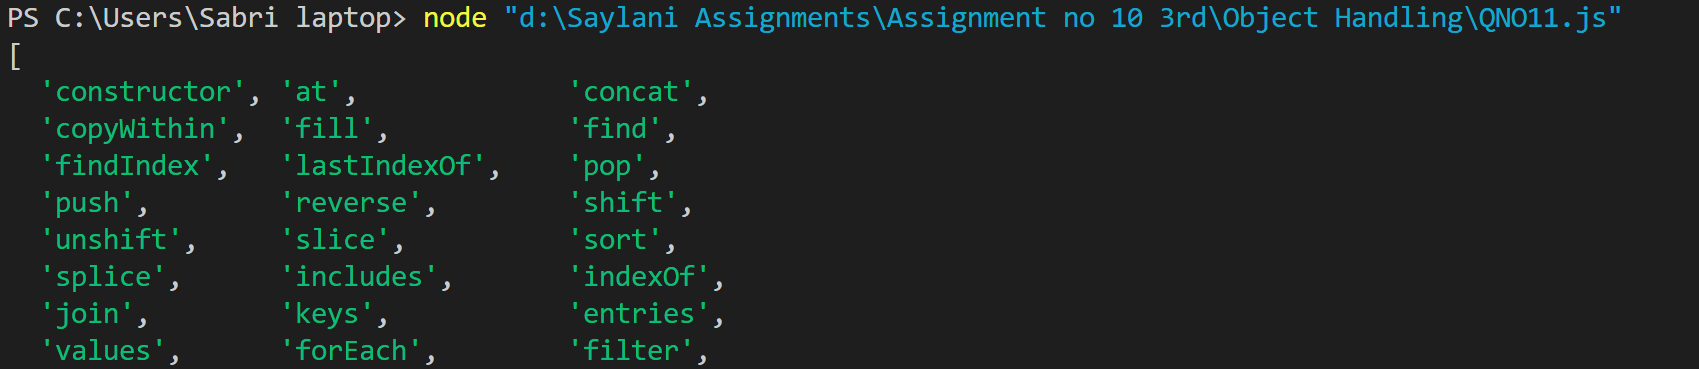 PS C:\Users\Sabri laptop> node "d:\Saylani Assignments\Assignment no 10 3rd\Object Handling\QNO11.js"
[
  'constructor', 'at',             'concat',
  'copyWithin',  'fill',           'find',
  'findIndex',   'lastIndexOf',    'pop',
  'push',        'reverse',        'shift',
  'unshift',     'slice',          'sort',
  'splice',      'includes',       'indexOf',
  'join',        'keys',           'entries',
  'values',      'forEach',        'filter',